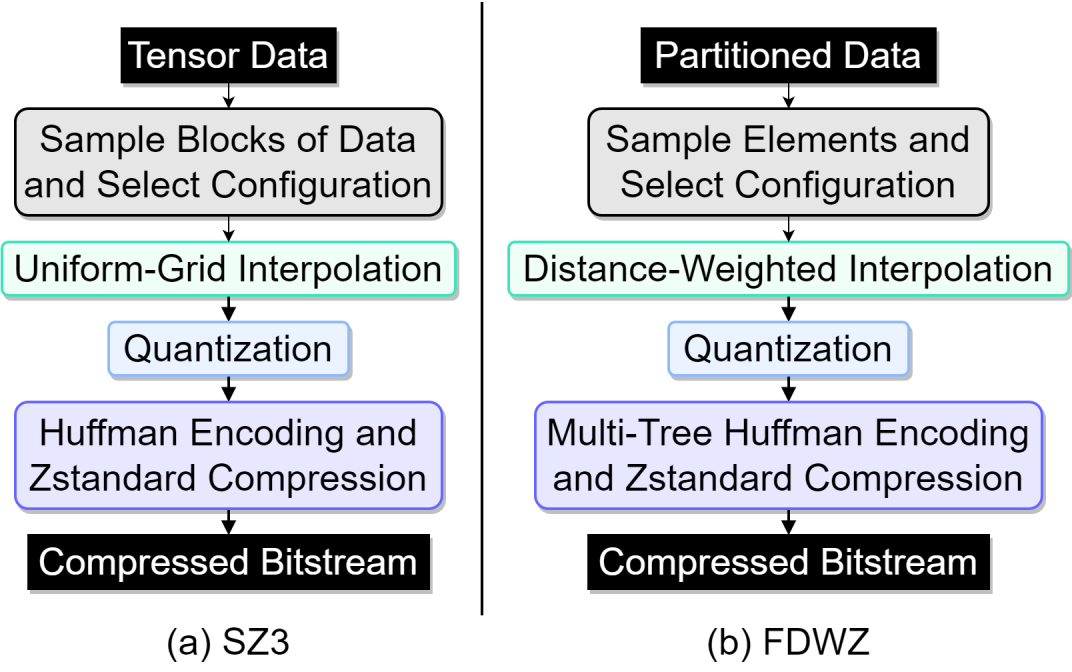 Tensor Data
Sample Blocks of Data
and Select Configuration
Uniform-Grid Interpolation
Quantization
Huffman Encoding and
Zstandard Compression
Compressed Bitstream
(a) SZ3
Partitioned Data
Sample Elements and
Select Configuration
Distance-Weighted Interpolation
Quantization
Multi-Tree Huffman Encoding
and Zstandard Compression
Compressed Bitstream
(b) FDWZ